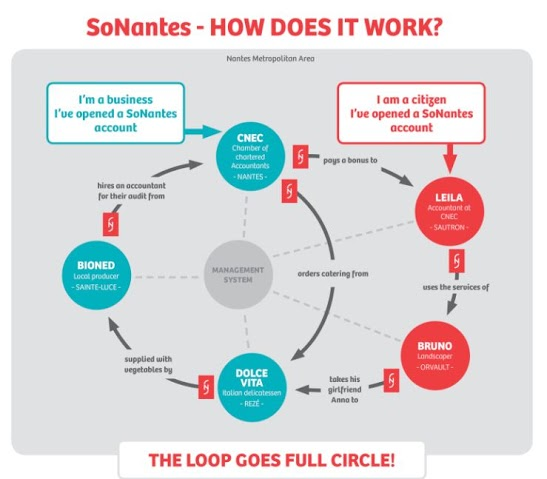 SoNantes - HOW DOES IT WORK?
Nantes Metropolitan Area
I'm a business
I've opened a SoNantes
account
I am a citizen
I've opened a SoNantes
account
CNEC
Chamber of
chartered
Accountants
- NANTES -
pays a bonus to
LEILA
Accountant at
CNEC
- SAUTRON -
hires an accountant
for their audit from
BIONED
Local producer
- SAINTE-LUCE -
MANAGEMENT
SYSTEM
orders catering from
uses the services of
BRUNO
Landscaper
- ORVAULT -
supplied with
vegetables by
DOLCE
VITA
Italian delicatessen
- REZÉ -
takes his
girlfriend
Anna to
THE LOOP GOES FULL CIRCLE!